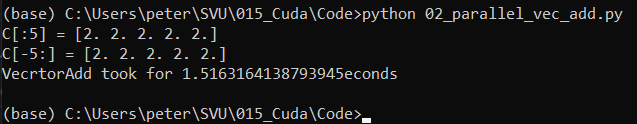 (base) C:\Users\peter\SVU\015_Cuda\Code>python 02_parallel_vec_add.py
C[:5] = [2. 2. 2. 2. 2.]
C[-5:] = [2. 2. 2. 2. 2.]
VecrtorAdd took for 1.5163164138793945econds
(base) C:\Users\peter\SVU\015_Cuda\Code>